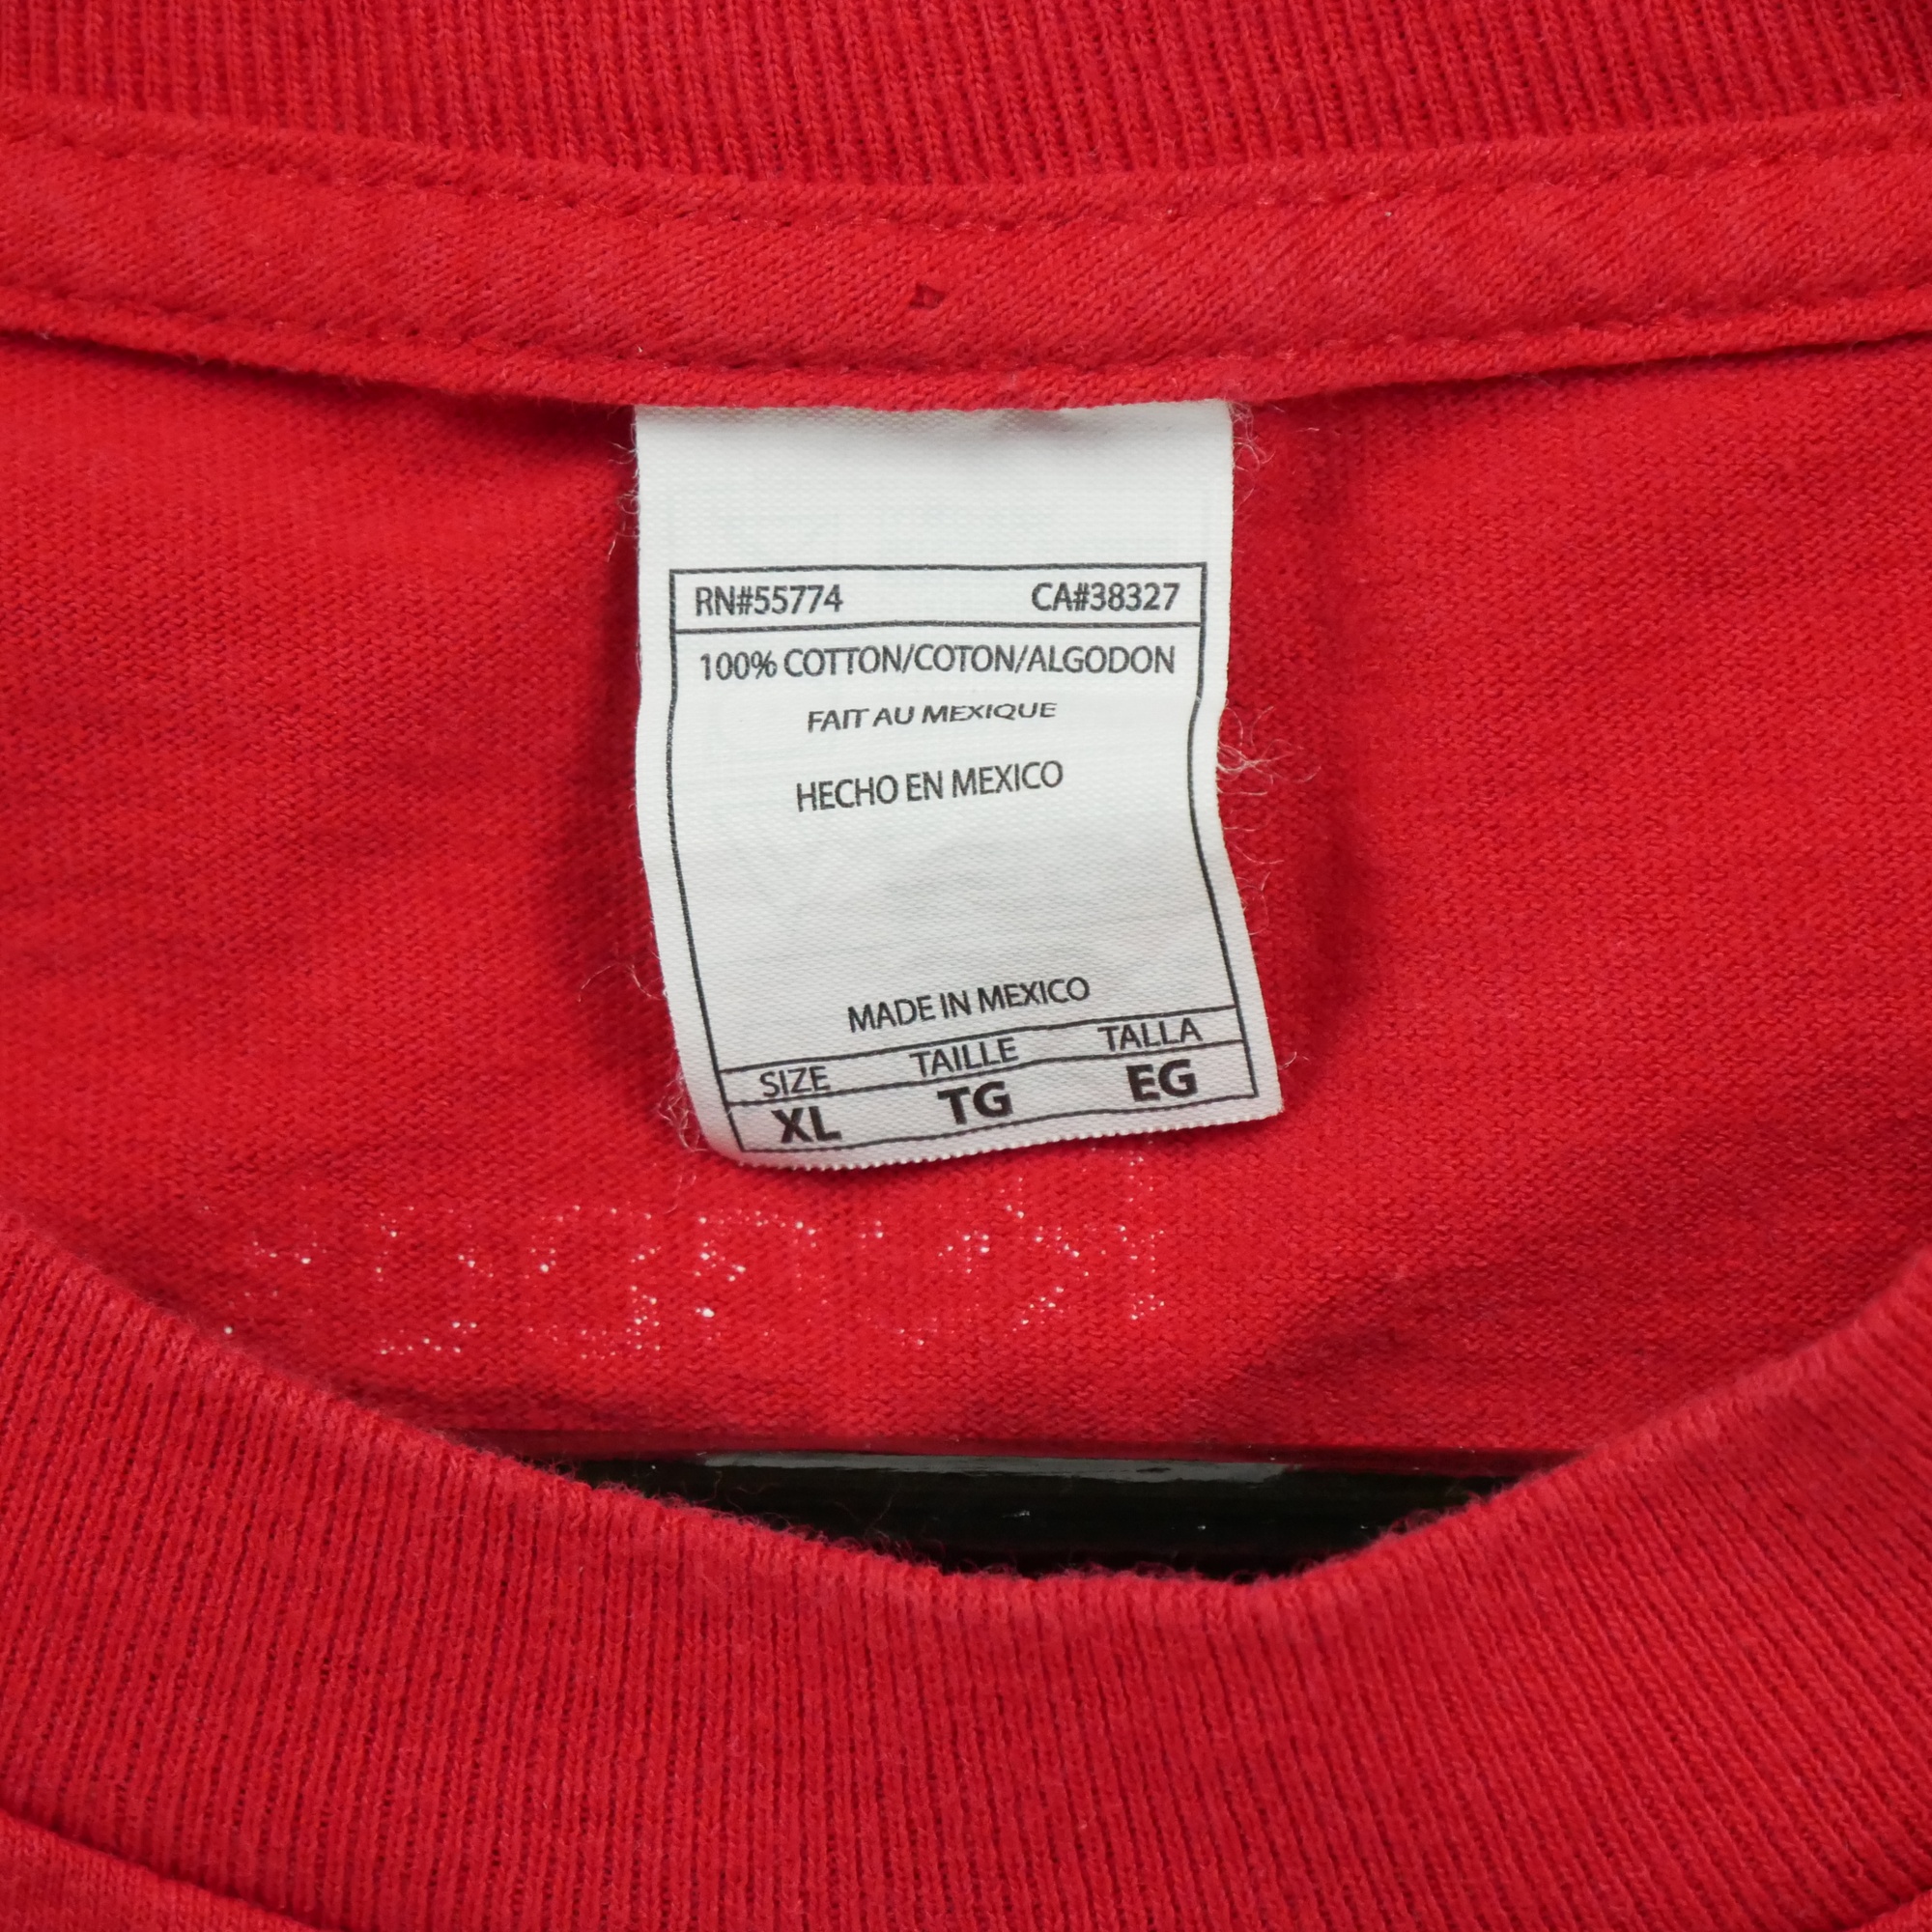 RN#55774 CA#38327
100% COTTON/COTON/ALGODON
FAIT AU MEXIQUE
HECHO EN MEXICO
MADE IN MEXICO
SIZE TAILLE TALLA
XL TG EG